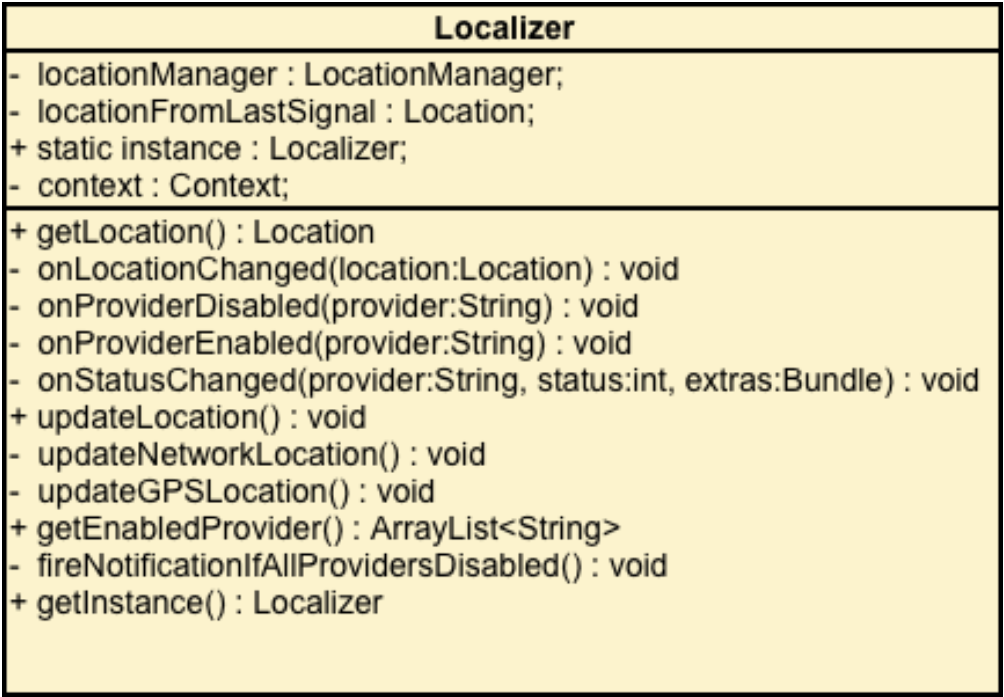 Localizer
- locationManager : LocationManager;
- locationFromLastSignal : Location;
+ static instance : Localizer;
- context : Context;
+ getLocation() : Location
- onLocationChanged(location:Location) : void
- onProviderDisabled(provider:String) : void
- onProviderEnabled(provider:String) : void
- onStatusChanged(provider:String, status:int, extras:Bundle) : void
+ updateLocation() : void
- updateNetworkLocation() : void
- updateGPSLocation() : void
+ getEnabledProvider() : ArrayList<String>
- fireNotificationIfAllProvidersDisabled() : void
+ getInstance() : Localizer